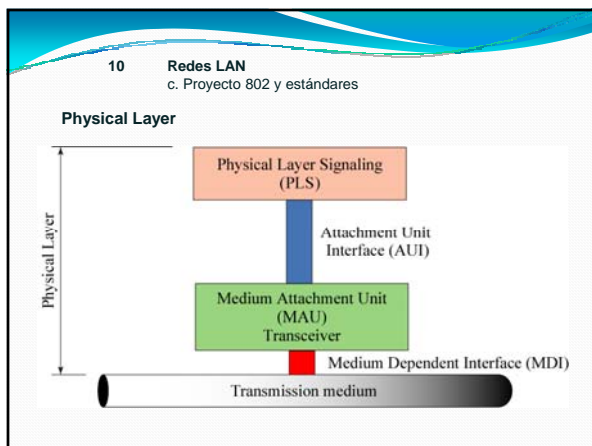 10 Redes LAN
c. Proyecto 802 y estándares
Physical Layer
Physical Layer
Physical Layer Signaling
(PLS)
Attachment Unit
Interface (AUI)
Medium Attachment Unit
(MAU)
Transceiver
Medium Dependent Interface (MDI)
Transmission medium